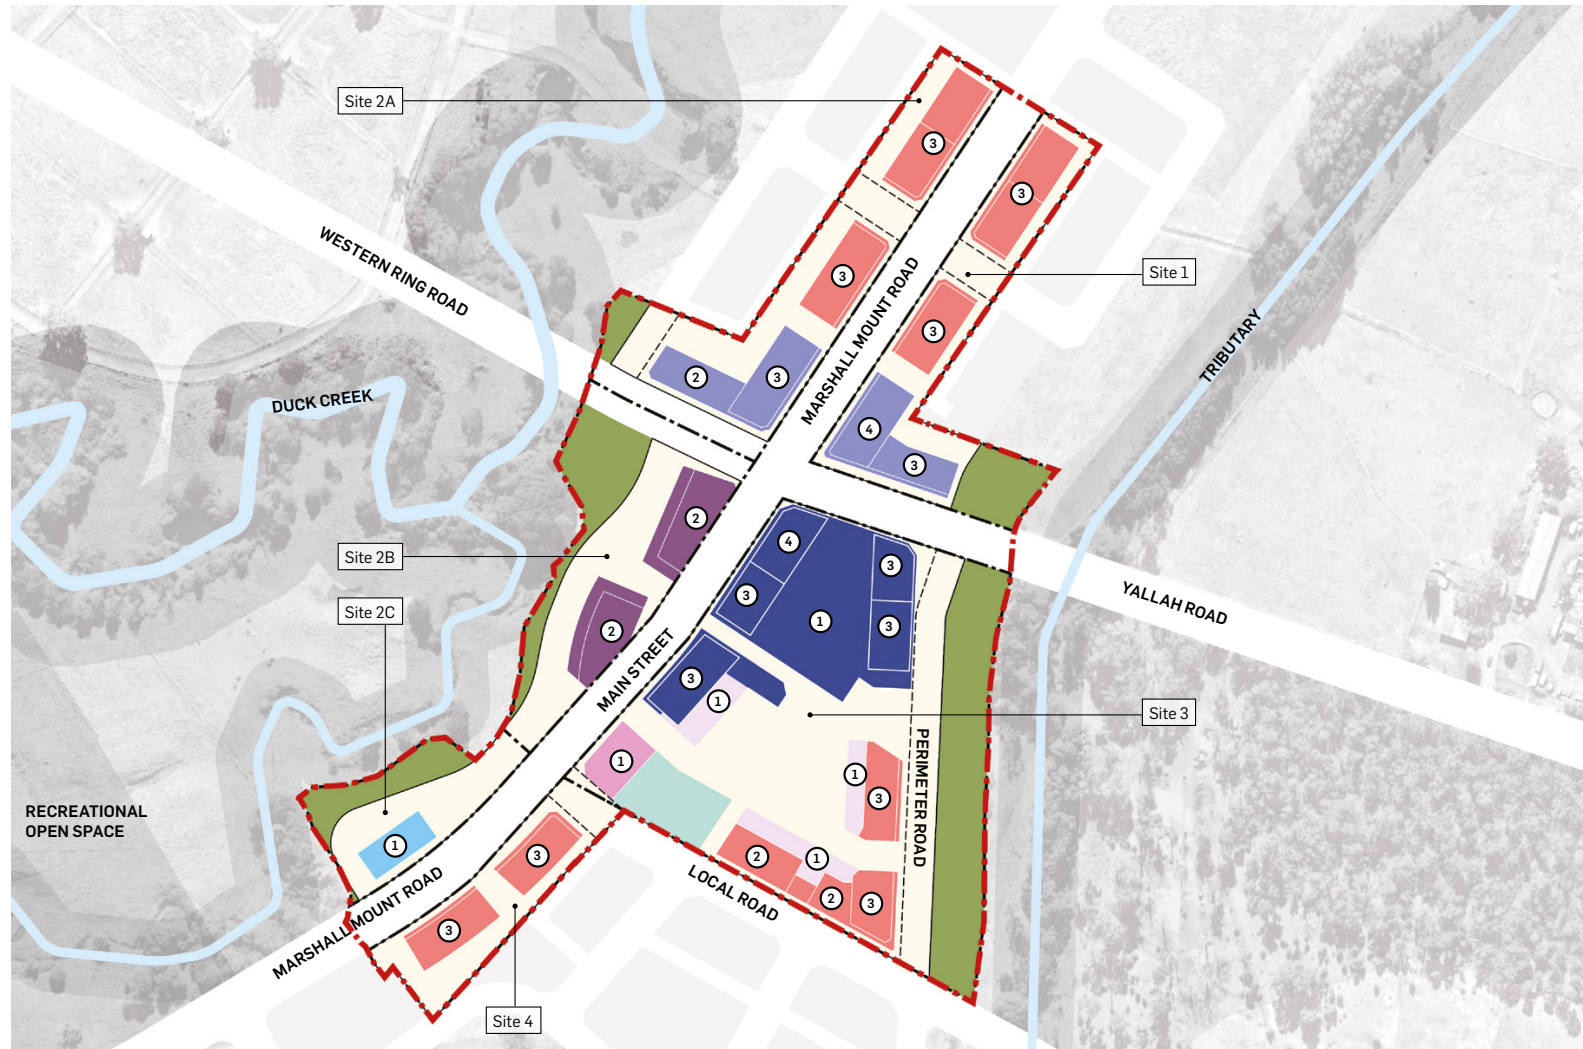 Site 2A
3
3
WESTERN RING ROAD
3
MARSHALL MOUNT ROAD
Site 1
3
TRIBUTARY
DUCK CREEK
2
3
4
3
2
4
3
Site 2B
3
1
3
YALLAH ROAD
Site 2C
2
MAIN STREET
3
1
Site 3
PERIMETER ROAD
1
1
3
RECREATIONAL
OPEN SPACE
1
3
2
1
2
3
LOCAL ROAD
MARSHALL MOUNT ROAD
3
Site 4